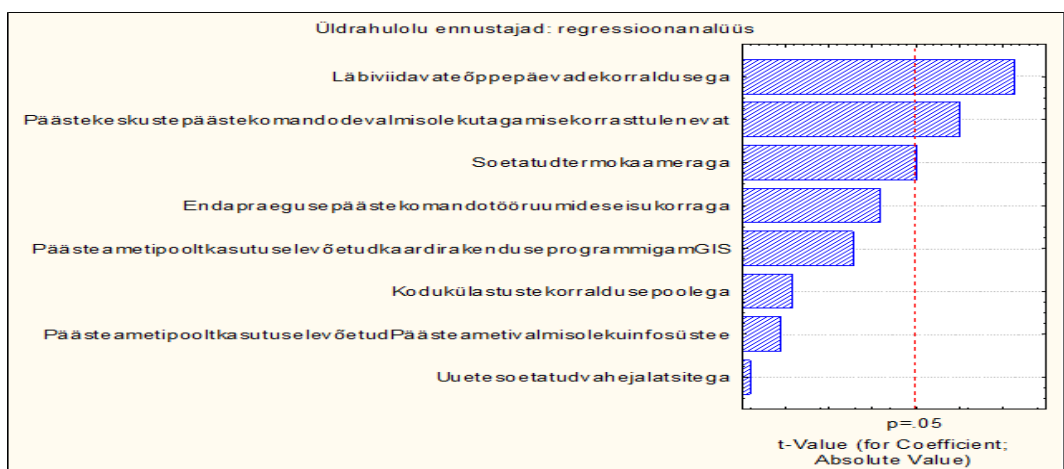 Üldrahulolu ennustajad: regressioonanalüüs
Läbiviidavateõppepäevadekorraldusega
Päästekeskustepäästekomandodevalmisolekutagamisekorrasttulenevat
Soetatudtermokaameraga
Endapraegusepäästekomandotööruumideseisukorraga
PäästeametipooltkasutuselevõetudkaardirakenduseprogrammigamGIS
Kodukülastustekorraldusepoolega
PäästeametipooltkasutuselevõetudPäästeametivalmisolekuinfosüstee
Uuetesoetatudvahejalatsitega
p=.05
t-Value (for Coefficient;
Absolute Value)